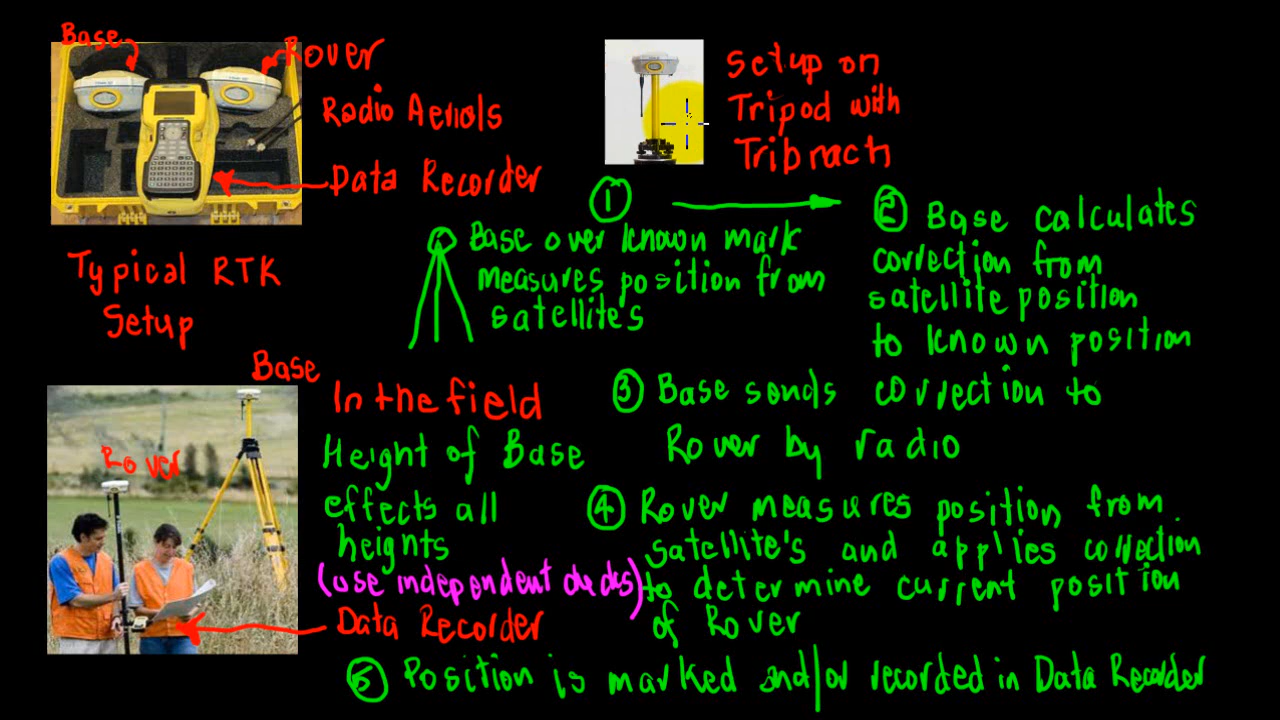 Base
Rover
Radio Aerials
Data Recorder
Typical RTK
Setup
Setup on
Tripod with
Tribrach
1
Base over known mark
measures position from
satellite's
2 Base calculates
correction from
satellite position
to known position
3 Base sends correction to
Rover by radio
Base
Rover
In the field
Height of Base
effects all
heights
(use independent checks)
Data Recorder
4 Rover measures position from
satellite's and applies correction
to determine current position
of Rover
5 Position is marked and/or recorded in Data Recorder